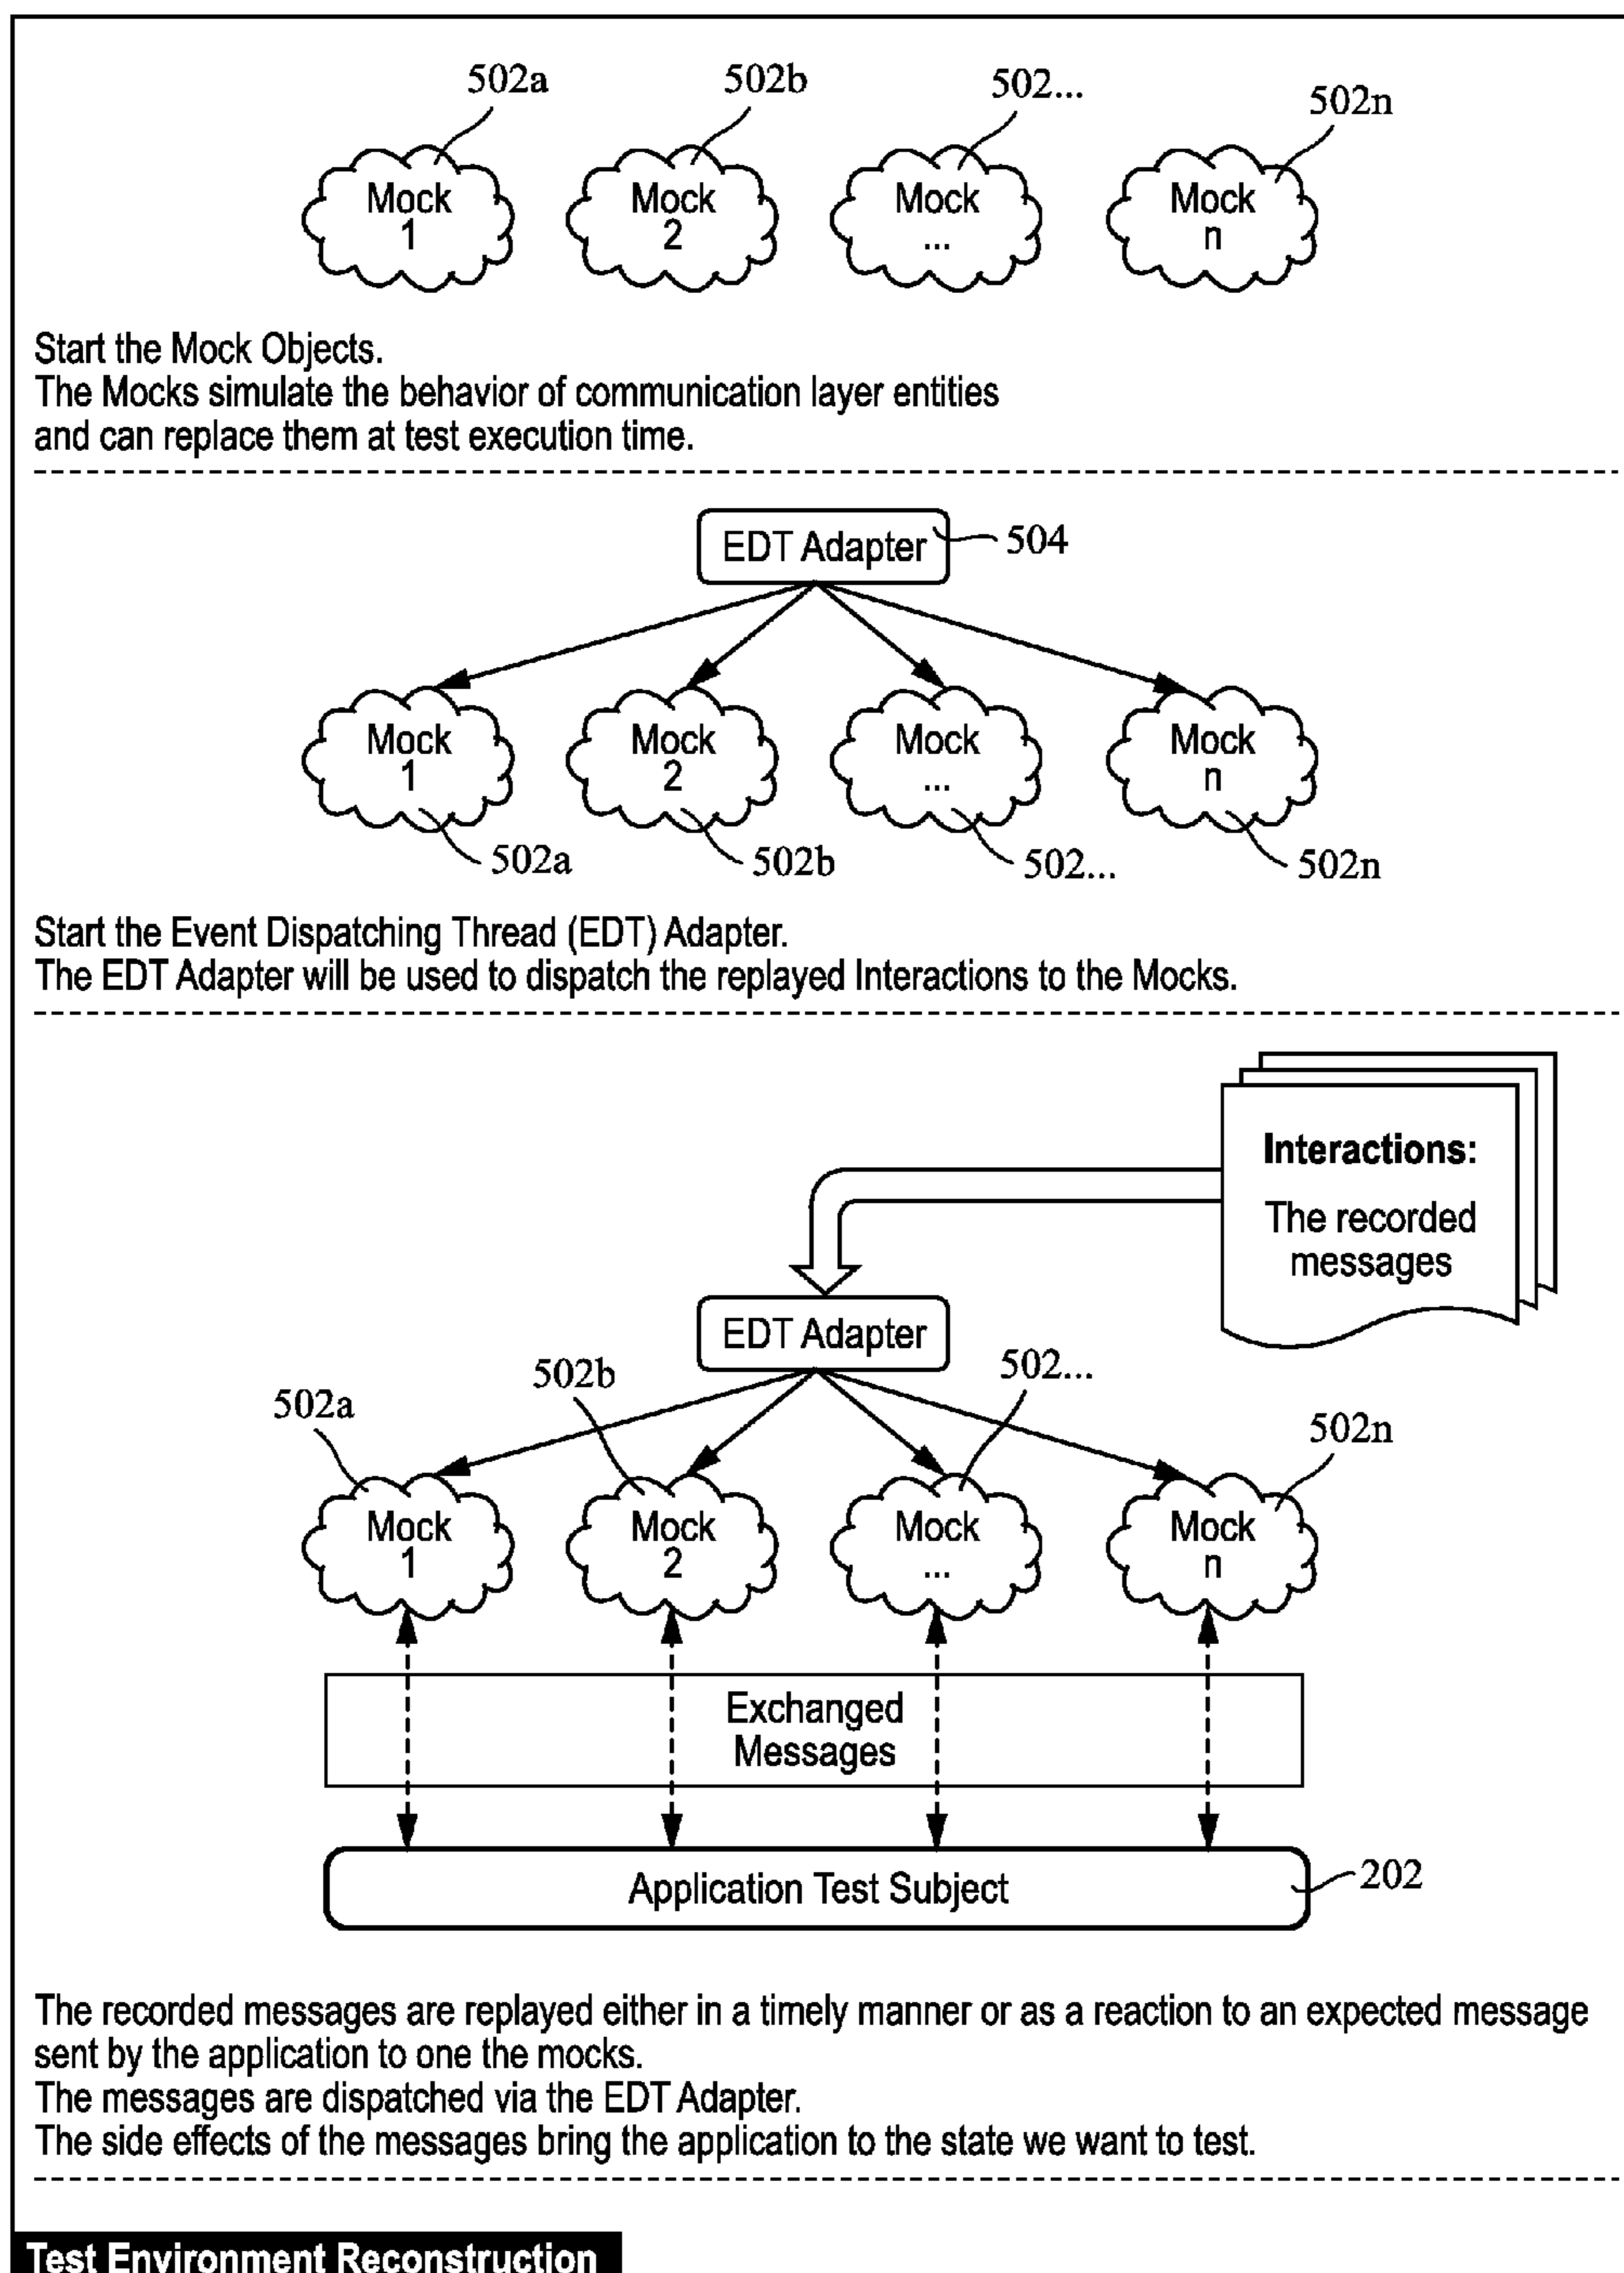 502a
502b
502...
502n
Mock
1
Mock
2
Mock
...
Mock
n
Start the Mock Objects.
The Mocks simulate the behavior of communication layer entities
and can replace them at test execution time.
EDT Adapter
504
Mock
1
Mock
2
Mock
...
Mock
n
502a
502b
502...
502n
Start the Event Dispatching Thread (EDT) Adapter.
The EDT Adapter will be used to dispatch the replayed Interactions to the Mocks.
Interactions:
The recorded
messages
EDT Adapter
502a
502b
502...
502n
Mock
1
Mock
2
Mock
...
Mock
n
Exchanged
Messages
Application Test Subject
202
The recorded messages are replayed either in a timely manner or as a reaction to an expected message
sent by the application to one the mocks.
The messages are dispatched via the EDT Adapter.
The side effects of the messages bring the application to the state we want to test.
Test Environment Reconstruction